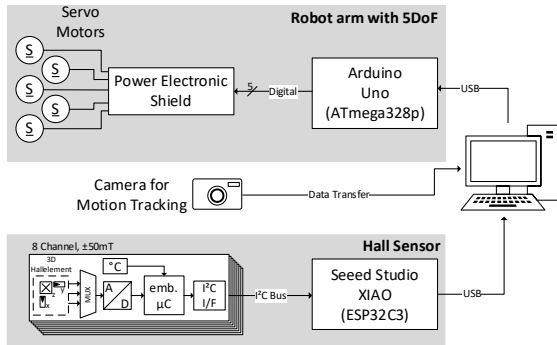 Servo
Motors
Robot arm with 5DoF
S
S
S
S
S
Power Electronic
Shield
5
Digital
Arduino
Uno
(ATmega328p)
USB
Camera for
Motion Tracking
Data Transfer
Hall Sensor
8 Channel, ±50mT
3D
Hallelement
z
y
x
MUX
°C
A
D
emb.
µC
I²C
I/F
I²C Bus
Seeed Studio
XIAO
(ESP32C3)
USB